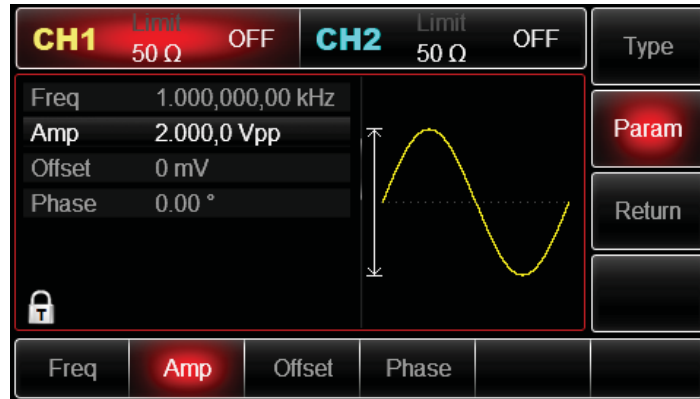 CH1 Limit 50 Ω OFF
CH2 Limit 50 Ω OFF
Type
Freq 1.000,000,00 kHz
Amp 2.000,0 Vpp
Offset 0 mV
Phase 0.00 °
T
Param
Return
Freq Amp Offset Phase